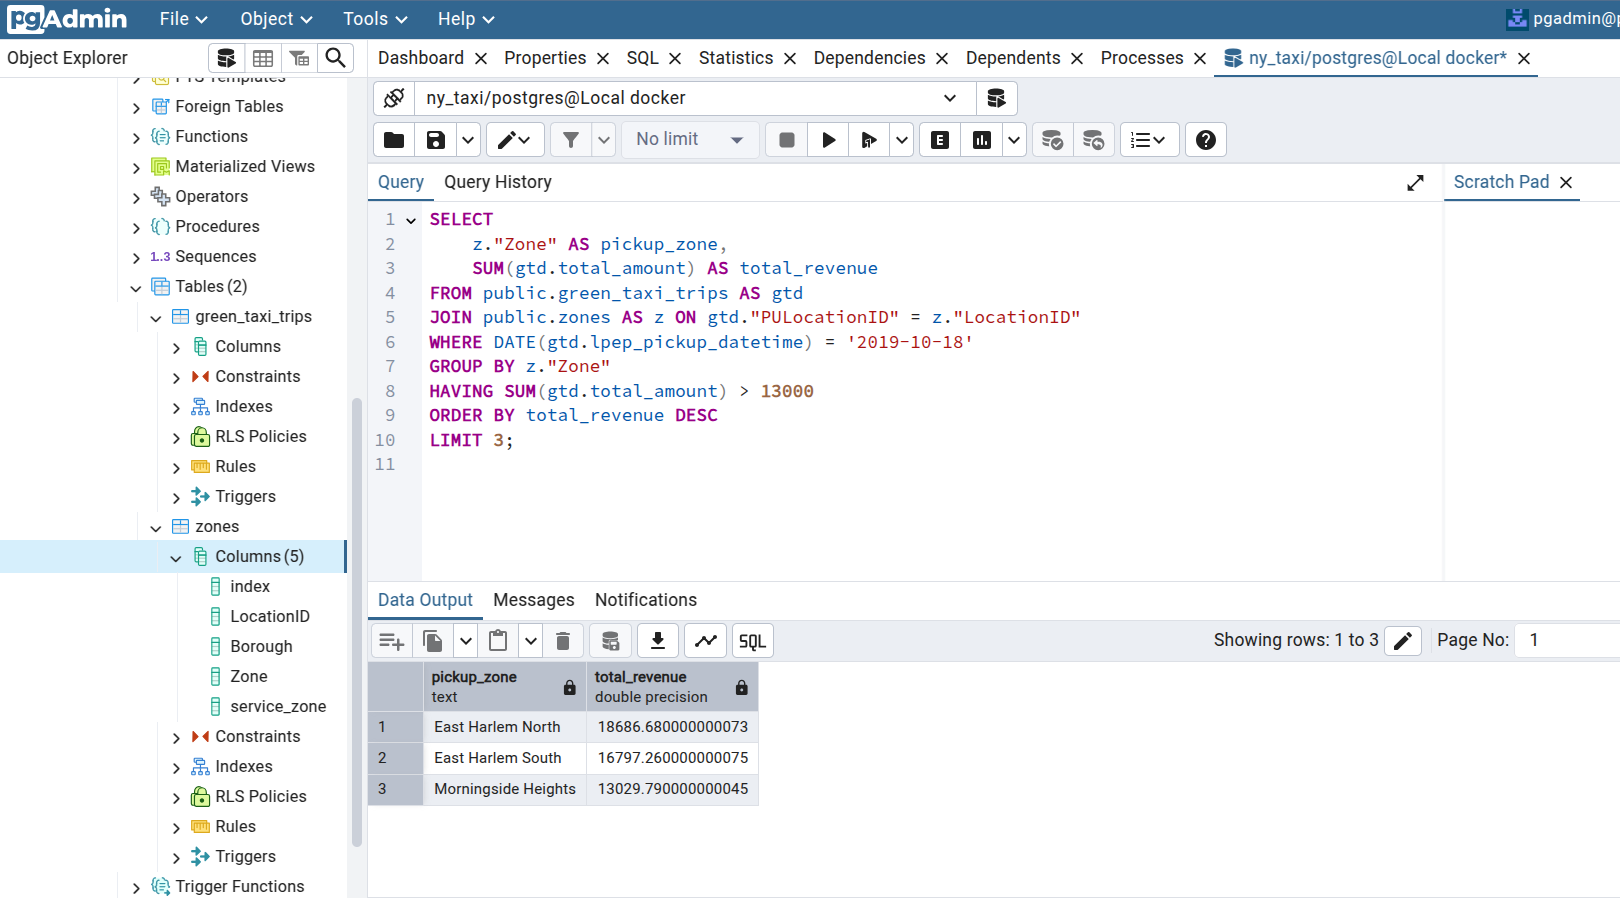 pgAdmin File Object Tools Help pgadmin@p
Object Explorer
Dashboard Properties SQL Statistics Dependencies Dependents Processes ny_taxi/postgres@Local docker*
ny_taxi/postgres@Local docker
No limit
E
Query Query History Scratch Pad
FTS Templates
Foreign Tables
Functions
Materialized Views
Operators
Procedures
1..3 Sequences
Tables (2)
green_taxi_trips
Columns
Constraints
Indexes
RLS Policies
Rules
Triggers
zones
Columns (5)
index
LocationID
Borough
Zone
service_zone
Constraints
Indexes
RLS Policies
Rules
Triggers
Trigger Functions
1 SELECT
2 z."Zone" AS pickup_zone,
3 SUM(gtd.total_amount) AS total_revenue
4 FROM public.green_taxi_trips AS gtd
5 JOIN public.zones AS z ON gtd."PULocationID" = z."LocationID"
6 WHERE DATE(gtd.lpep_pickup_datetime) = '2019-10-18'
7 GROUP BY z."Zone"
8 HAVING SUM(gtd.total_amount) > 13000
9 ORDER BY total_revenue DESC
10 LIMIT 3;
11
Data Output Messages Notifications
SQL Showing rows: 1 to 3 Page No: 1
pickup_zone total_revenue
text double precision
1 East Harlem North 18686.680000000073
2 East Harlem South 16797.260000000075
3 Morningside Heights 13029.790000000045